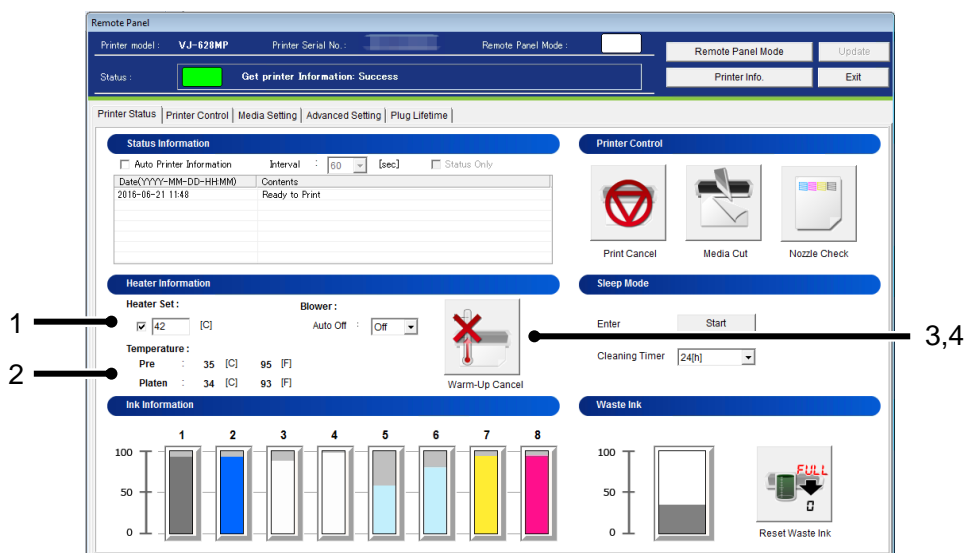 Remote Panel
Printer model : VJ-628MP Printer Serial No. : Remote Panel Mode :
Remote Panel Mode Update
Status : Get printer Information: Success
Printer Info. Exit
Printer Status Printer Control Media Setting Advanced Setting Plug Lifetime
Status Information Printer Control
Auto Printer Information Interval : 60 [sec] Status Only
Date(YYYY-MM-DD-HH:MM) Contents
2016-06-21 11:48 Ready to Print
Print Cancel Media Cut Nozzle Check
Heater Information Sleep Mode
Heater Set : Blower :
1 42 [C] Auto Off : Off Enter Start 3,4
Temperature : Cleaning Timer 24[h]
2 Pre : 35 [C] 95 [F]
Platen : 34 [C] 93 [F] Warm-Up Cancel
Ink Information Waste Ink
1 2 3 4 5 6 7 8
100 100
FULL
50 50
0
0 0
Reset Waste Ink